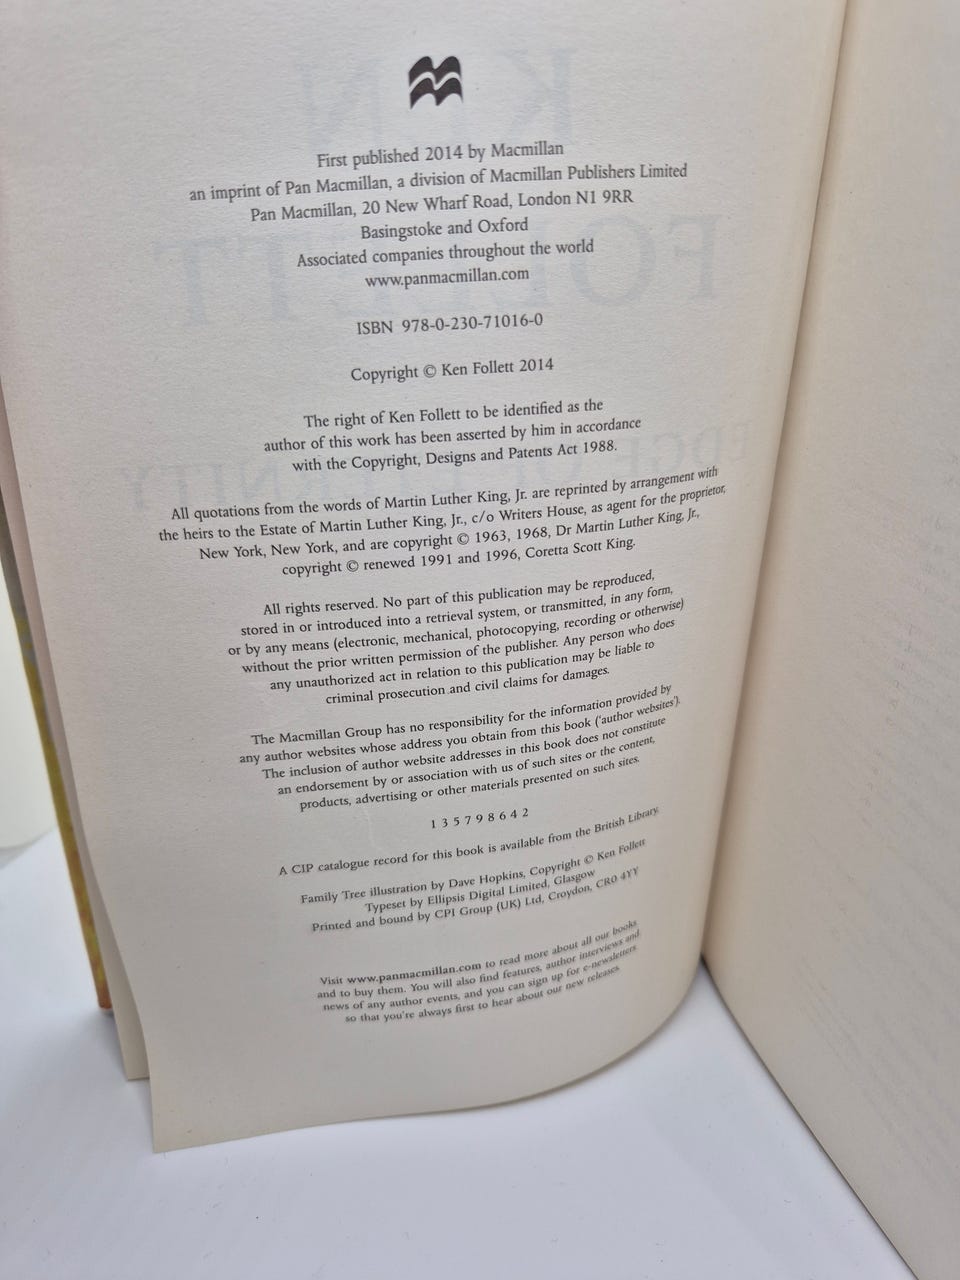 First published 2014 by Macmillan
an imprint of Pan Macmillan, a division of Macmillan Publishers Limited
Pan Macmillan, 20 New Wharf Road, London N1 9RR
Basingstoke and Oxford
Associated companies throughout the world
www.panmacmillan.com
ISBN 978-0-230-71016-0
Copyright © Ken Follett 2014
The right of Ken Follett to be identified as the
author of this work has been asserted by him in accordance
with the Copyright, Designs and Patents Act 1988.
All quotations from the words of Martin Luther King, Jr. are reprinted by arrangement with
the heirs to the Estate of Martin Luther King, Jr., c/o Writers House, as agent for the proprietor,
New York, New York, and are copyright © 1963, 1968, Dr Martin Luther King, Jr.,
copyright © renewed 1991 and 1996, Coretta Scott King.
All rights reserved. No part of this publication may be reproduced,
stored in or introduced into a retrieval system, or transmitted, in any form,
or by any means (electronic, mechanical, photocopying, recording or otherwise)
without the prior written permission of the publisher. Any person who does
any unauthorized act in relation to this publication may be liable to
criminal prosecution and civil claims for damages.
The Macmillan Group has no responsibility for the information provided by
any author websites whose address you obtain from this book ('author websites').
The inclusion of author website addresses in this book does not constitute
an endorsement by or association with us of such sites or the content,
products, advertising or other materials presented on such sites.
1 3 5 7 9 8 6 4 2
A CIP catalogue record for this book is available from the British Library.
Family Tree illustration by Dave Hopkins, Copyright © Ken Follett
Typeset by Ellipsis Digital Limited, Glasgow
Printed and bound by CPI Group (UK) Ltd, Croydon, CR0 4YY
Visit www.panmacmillan.com to read more about all our books
and to buy them. You will also find features, author interviews and
news of any author events, and you can sign up for e-newsletters
so that you're always first to hear about our new releases.